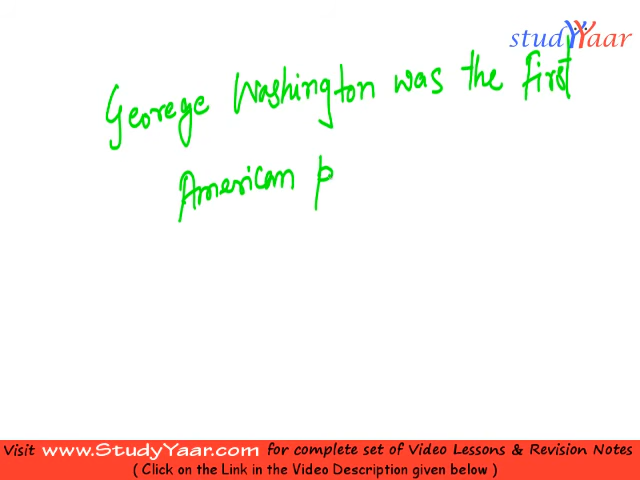 studYYaar
Georege Washington was the first
American p
Visit www.StudyYaar.com for complete set of Video Lessons & Revision Notes
( Click on the Link in the Video Description given below )